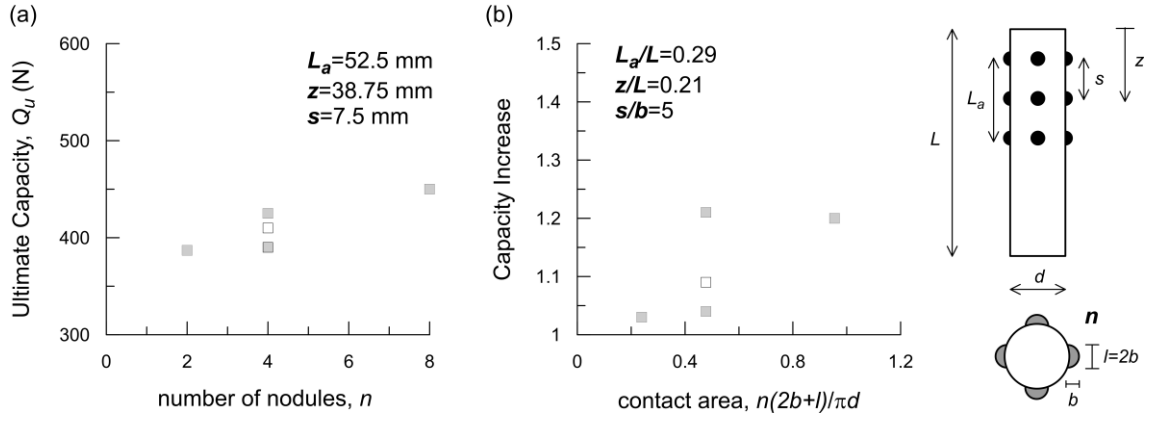 (a)
600
500
400
300
Ultimate Capacity, Qu (N)
La=52.5 mm
z=38.75 mm
s=7.5 mm
0 2 4 6 8
number of nodules, n
(b)
1.5
1.4
1.3
1.2
1.1
1
Capacity Increase
La/L=0.29
z/L=0.21
s/b=5
0 0.4 0.8 1.2
contact area, n(2b+l)/πd
z
s
La
L
d
n
l=2b
b